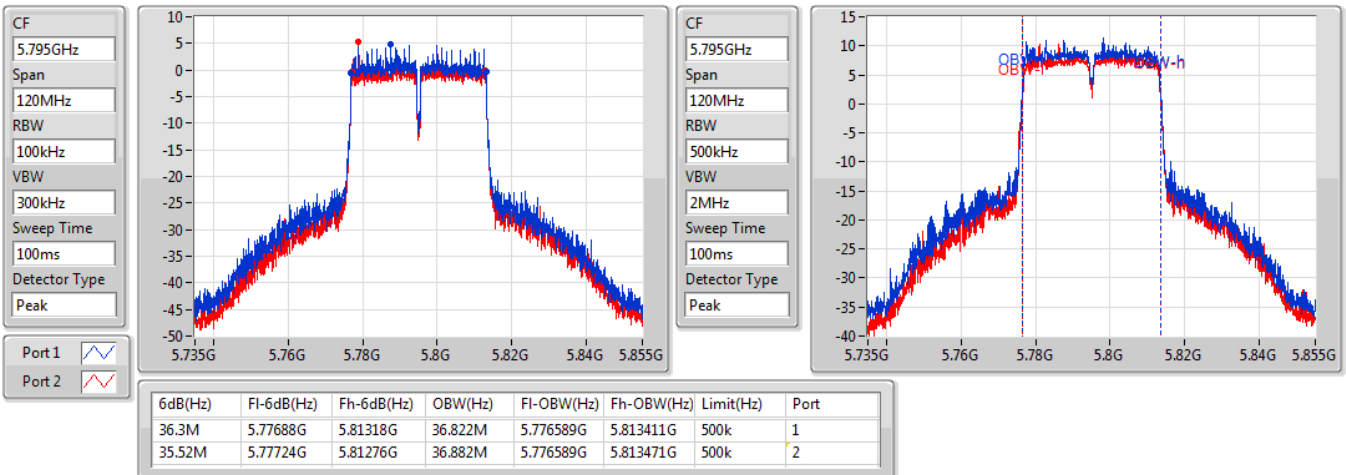 CF
5.795GHz
Span
120MHz
RBW
100kHz
VBW
300kHz
Sweep Time
100ms
Detector Type
Peak
Port 1
Port 2
10
5
0
-5
-10
-15
-20
-25
-30
-35
-40
-45
-50
5.735G 5.76G 5.78G 5.8G 5.82G 5.84G 5.855G
CF
5.795GHz
Span
120MHz
RBW
500kHz
VBW
2MHz
Sweep Time
100ms
Detector Type
Peak
15
10
5
0
-5
-10
-15
-20
-25
-30
-35
-40
5.735G 5.76G 5.78G 5.8G 5.82G 5.84G 5.855G
6dB(Hz) Fl-6dB(Hz) Fh-6dB(Hz) OBW(Hz) Fl-OBW(Hz) Fh-OBW(Hz) Limit(Hz) Port
36.3M 5.77688G 5.81318G 36.822M 5.776589G 5.813411G 500k 1
35.52M 5.77724G 5.81276G 36.882M 5.776589G 5.813471G 500k 2